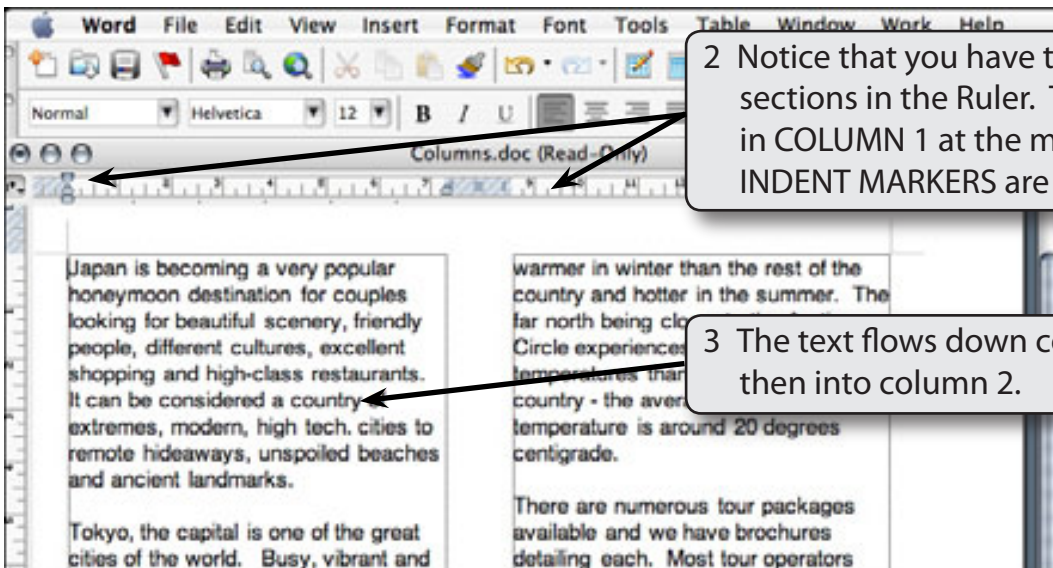 Word File Edit View Insert Format Font Tools Table Window Work Help
Normal Helvetica 12 B I U
Columns.doc (Read-Only)
2 Notice that you have
sections in the Ruler.
in COLUMN 1 at the
INDENT MARKERS are
Japan is becoming a very popular
honeymoon destination for couples
looking for beautiful scenery, friendly
people, different cultures, excellent
shopping and high-class restaurants.
It can be considered a country
extremes, modern, high tech. cities to
remote hideaways, unspoiled beaches
and ancient landmarks.
Tokyo, the capital is one of the great
cities of the world. Busy, vibrant and
warmer in winter than the rest of the
country and hotter in the summer. The
far north being
Circle experiences
temperatures than
country - the
temperature is around 20 degrees
centigrade.
There are numerous tour packages
available and we have brochures
detailing each. Most tour operators
3 The text flows down
then into column 2.